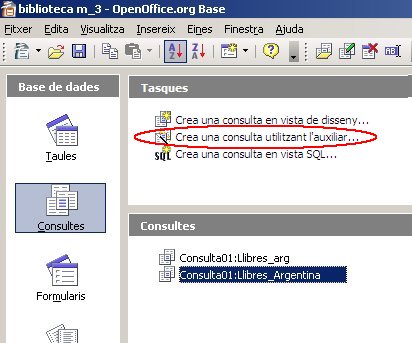 biblioteca m_3 - OpenOffice.org Base
Fitxer Edita Visualitza Insereix Eines Finestra Ajuda
Base de dades
Taules
Consultes
Formularis
Tasques
Crea una consulta en vista de disseny...
Crea una consulta utilitzant l'auxiliar...
SQL Crea una consulta en vista SQL...
Consultes
Consulta01:Llibres_arg
Consulta01:Llibres_Argentina